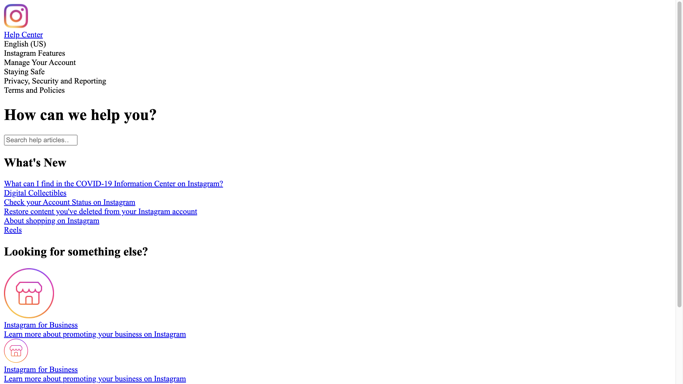 Help Center
English (US)
Instagram Features
Manage Your Account
Staying Safe
Privacy, Security and Reporting
Terms and Policies
How can we help you?
Search help articles...
What's New
What can I find in the COVID-19 Information Center on Instagram?
Digital Collectibles
Check your Account Status on Instagram
Restore content you've deleted from your Instagram account
About shopping on Instagram
Reels
Looking for something else?
Instagram for Business
Learn more about promoting your business on Instagram
Instagram for Business
Learn more about promoting your business on Instagram